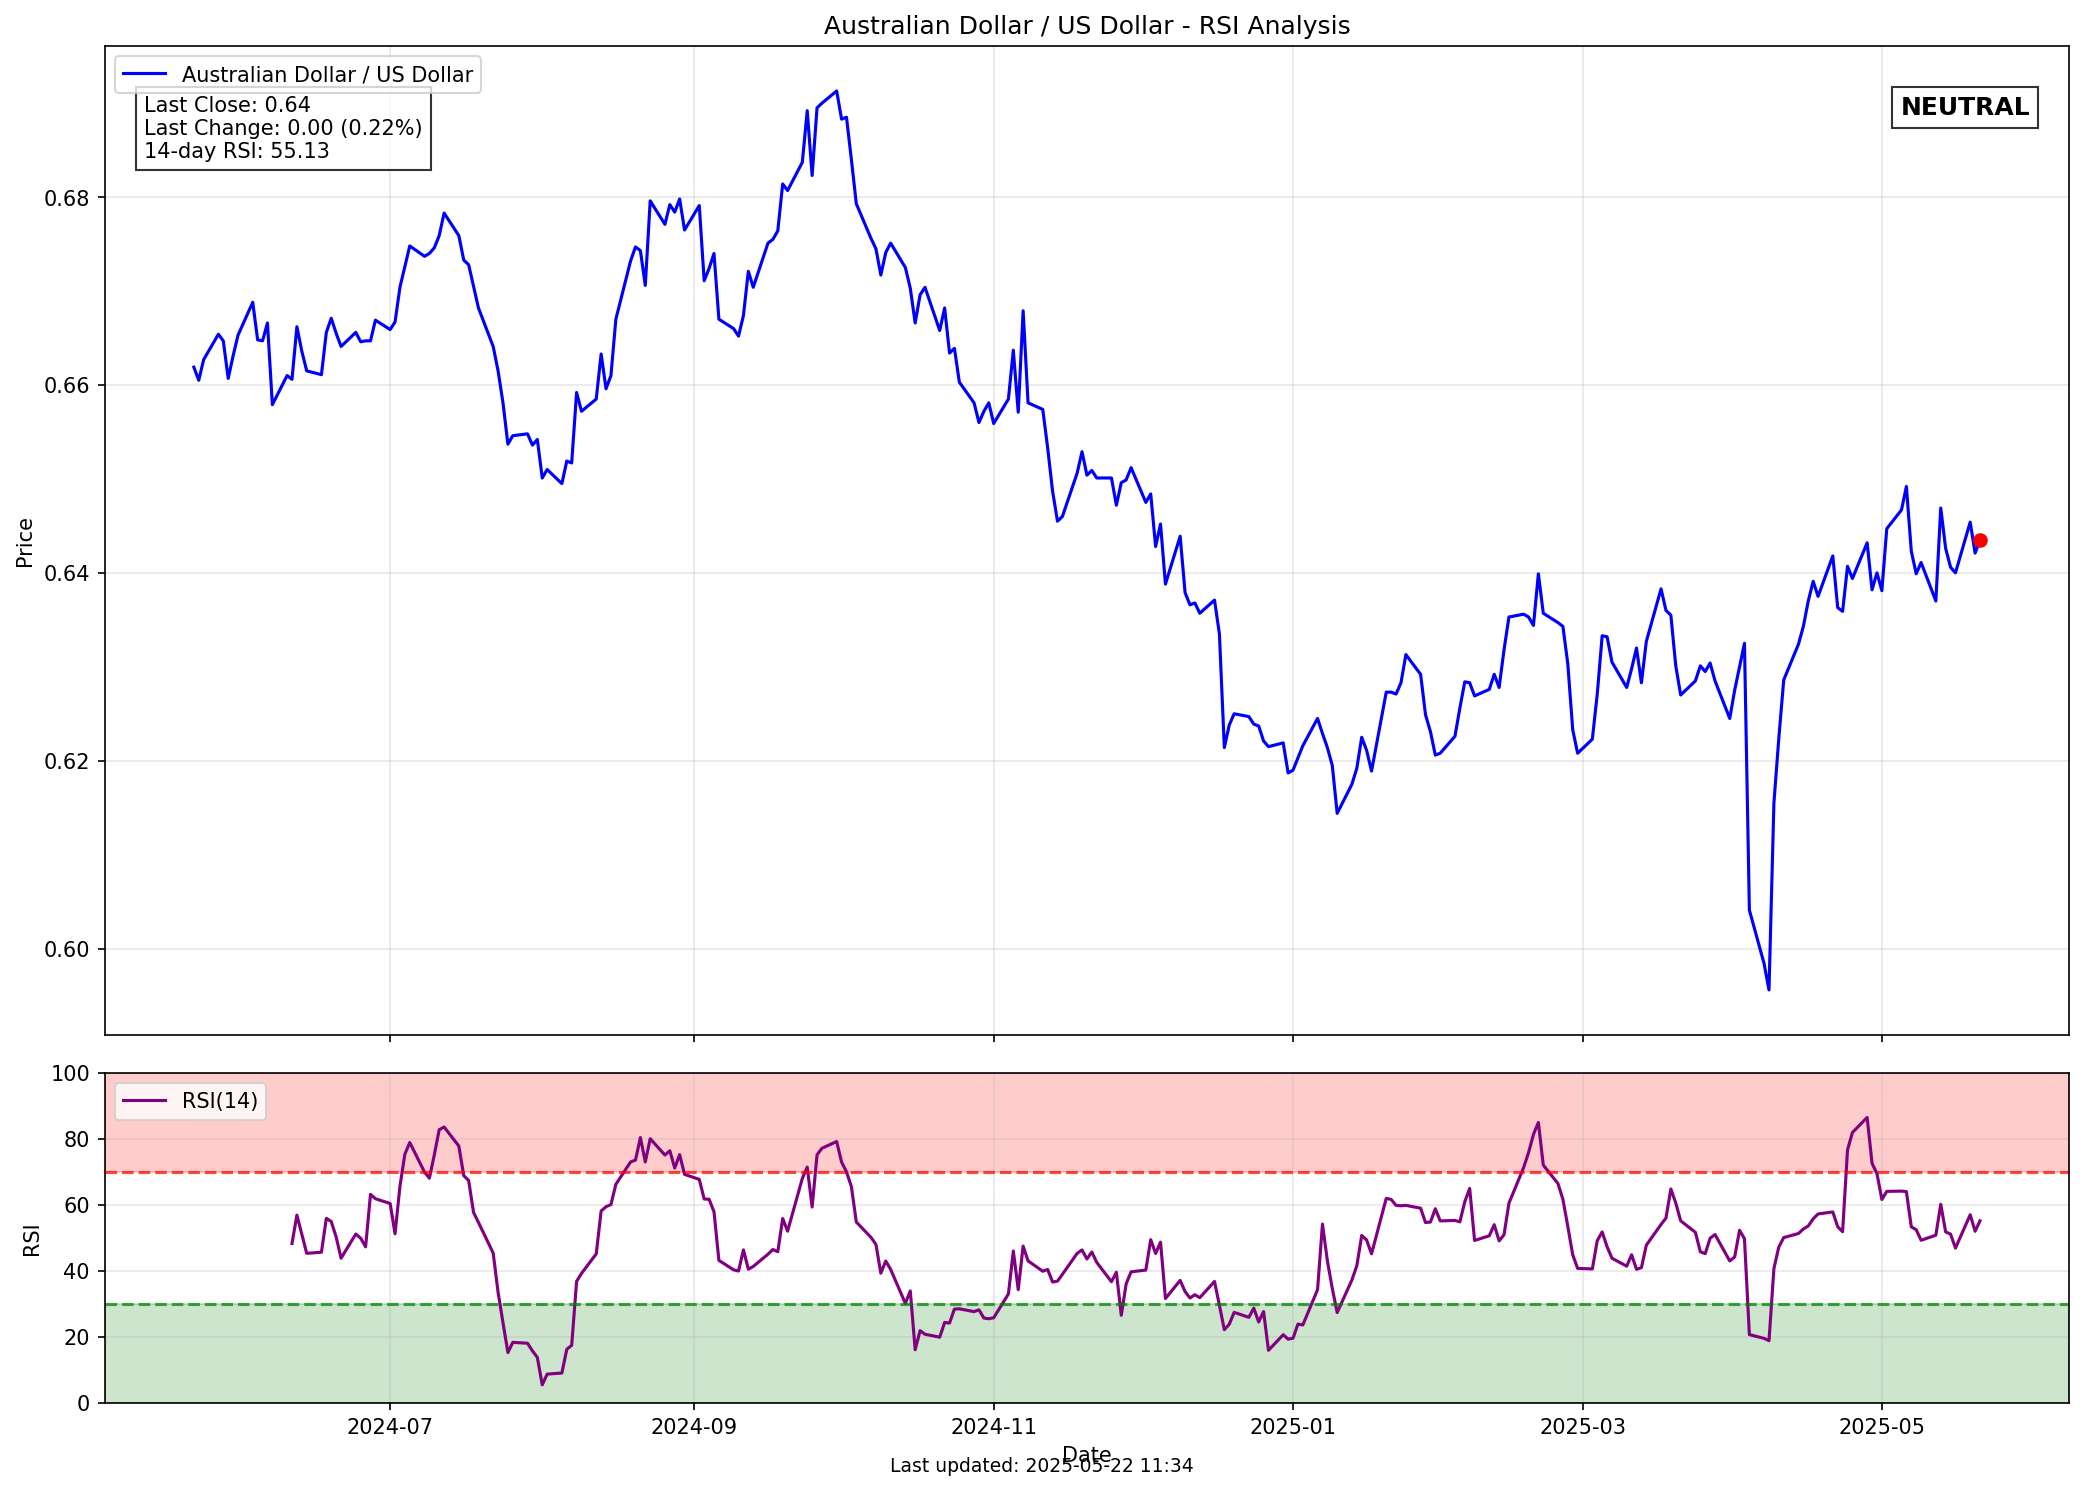 Australian Dollar / US Dollar - RSI Analysis
Australian Dollar / US Dollar
Last Close: 0.64
Last Change: 0.00 (0.22%)
14-day RSI: 55.13
NEUTRAL
Price
0.68
0.66
0.64
0.62
0.60
RSI
100
80
60
40
20
0
RSI(14)
2024-07
2024-09
2024-11
2025-01
2025-03
2025-05
Date
Last updated: 2025-05-22 11:34